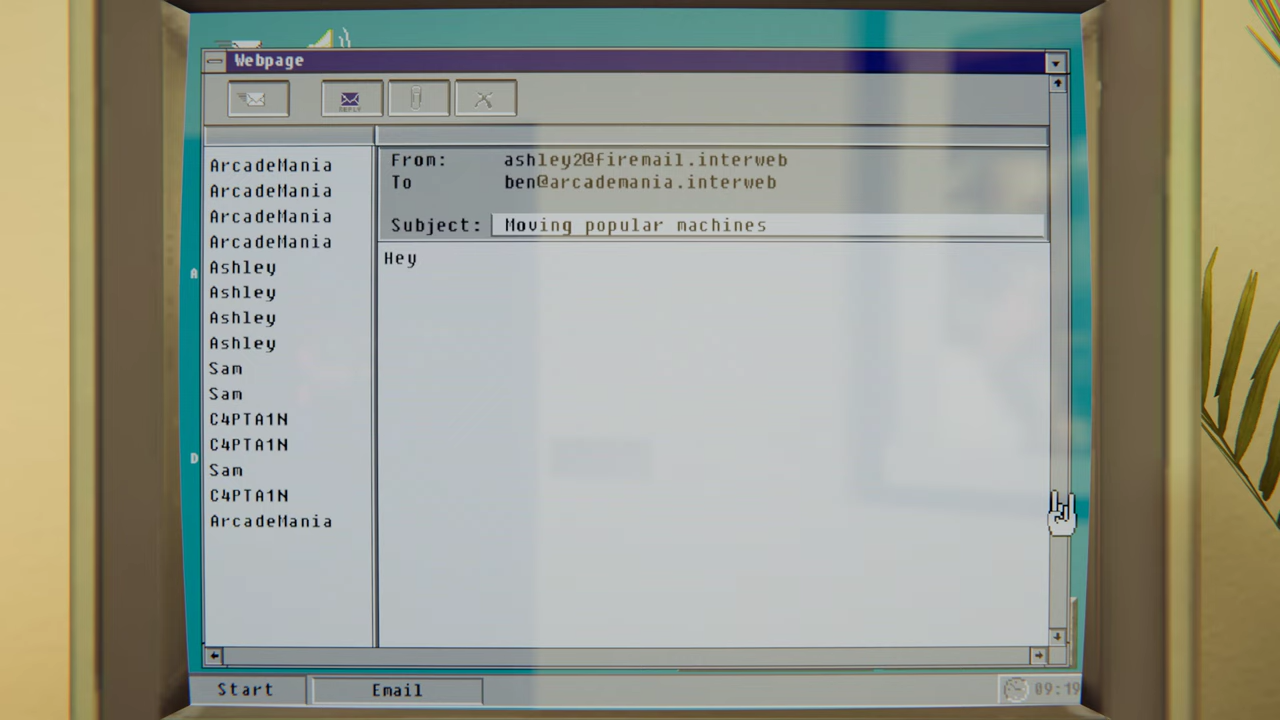 Webpage
REPLY
ArcadeMania
ArcadeMania
ArcadeMania
ArcadeMania
Ashley
Ashley
Ashley
Ashley
Sam
Sam
C4PTA1N
C4PTA1N
Sam
C4PTA1N
ArcadeMania
From: ashley2@firemail.interweb
To ben@arcademania.interweb
Subject: Moving popular machines
Hey
A
D
Start
Email
09:19